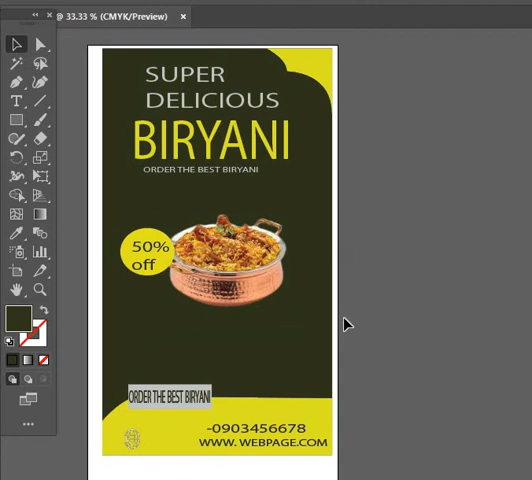 @ 33.33 % (CMYK/Preview) ×
SUPER
DELICIOUS
BIRYANI
ORDER THE BEST BIRYANI
50%
off
ORDER THE BEST BIRYANI
-0903456678
WWW. WEBPAGE.COM